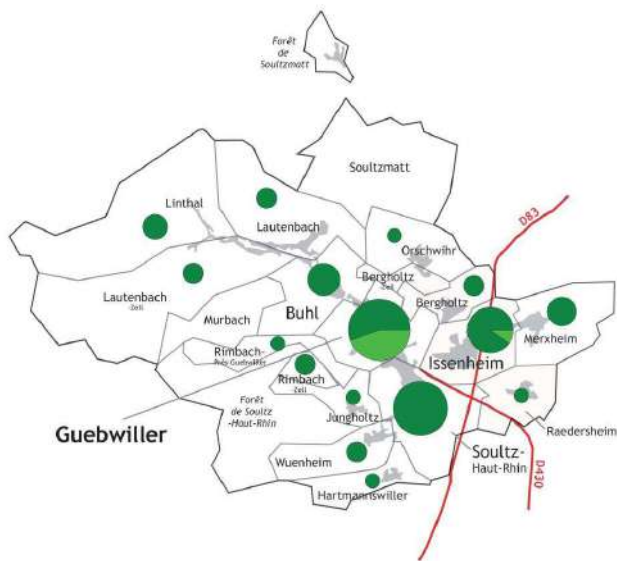 Forêt
de
Soultzmatt
Soultzmatt
D83
Linthal
Lautenbach
Orschwihr
Bergholtz
Zell
Lautenbach
Zell
Bergholtz
Buhl
Murbach
Merxheim
Issenheim
Rimbach-
Près Guebwiller
Rimbach
Zell
Forêt
de Soultz
-Haut-Rhin
Jungholtz
Guebwiller
Raedersheim
Soultz-
Haut-Rhin
Wuenheim
D430
Hartmannswiller